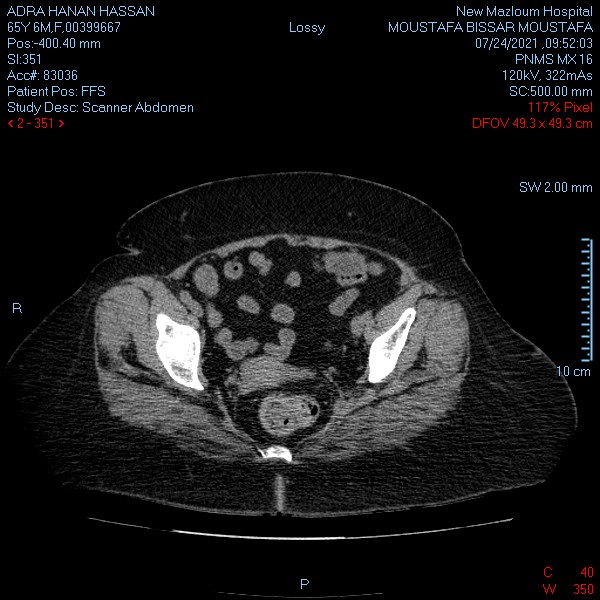 ADRA HANAN HASSAN
65Y 6M,F,00399667
Pos:-400.40 mm
SI:351
Acc#: 83036
Patient Pos: FFS
Study Desc: Scanner Abdomen
< 2 - 351 >
Lossy
New Mazloum Hospital
MOUSTAFA BISSAR MOUSTAFA
07/24/2021 ,09:52:03
PNMS MX 16
120kV, 322mAs
SC:500.00 mm
117% Pixel
DFOV 49.3 x 49.3 cm
SW 2.00 mm
R
10 cm
P
C 40
W 350